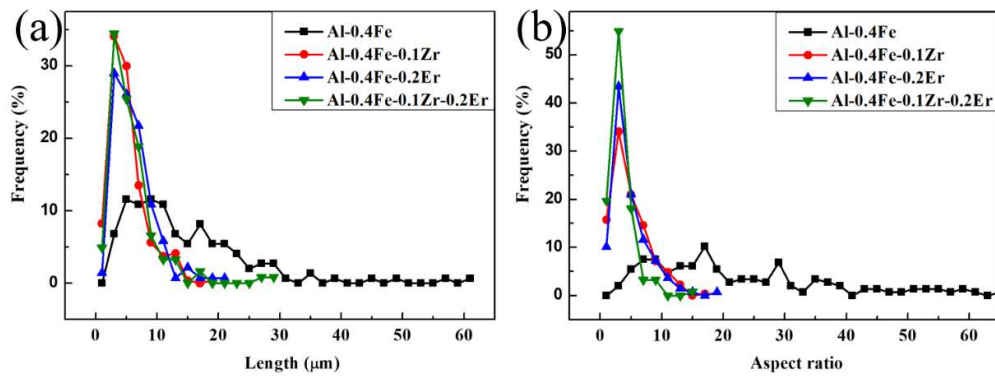 (a)
Al-0.4Fe
Al-0.4Fe-0.1Zr
Al-0.4Fe-0.2Er
Al-0.4Fe-0.1Zr-0.2Er
Frequency (%)
30
20
10
0
0 10 20 30 40 50 60
Length (μm)
(b)
Al-0.4Fe
Al-0.4Fe-0.1Zr
Al-0.4Fe-0.2Er
Al-0.4Fe-0.1Zr-0.2Er
Frequency (%)
50
40
30
20
10
0
0 10 20 30 40 50 60
Aspect ratio